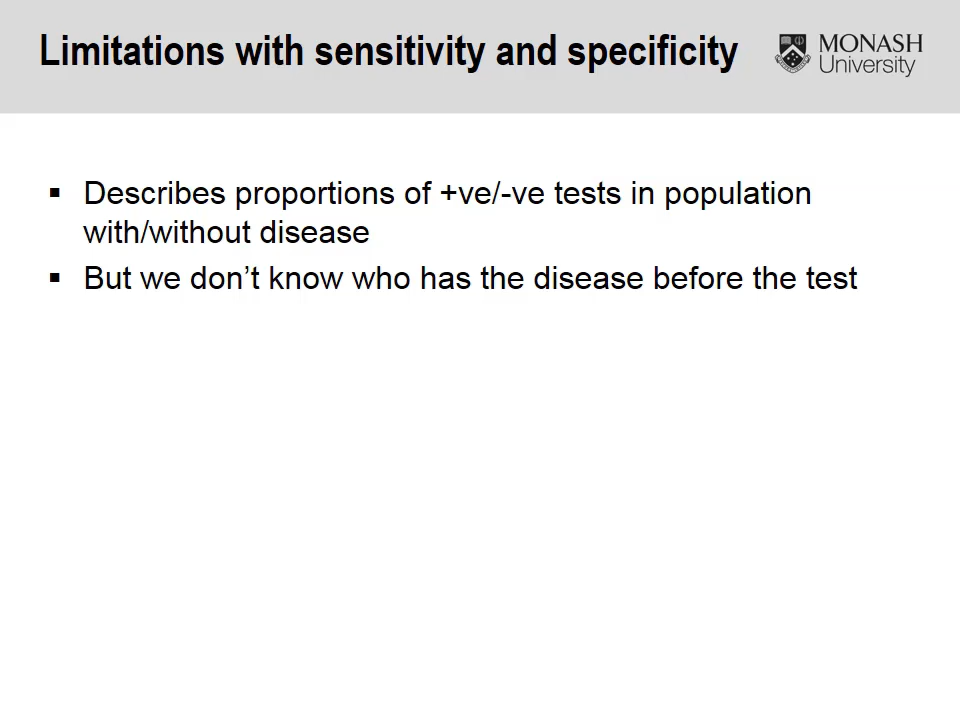 Limitations with sensitivity and specificity
MONASH
University
▪ Describes proportions of +ve/-ve tests in population
with/without disease
▪ But we don’t know who has the disease before the test